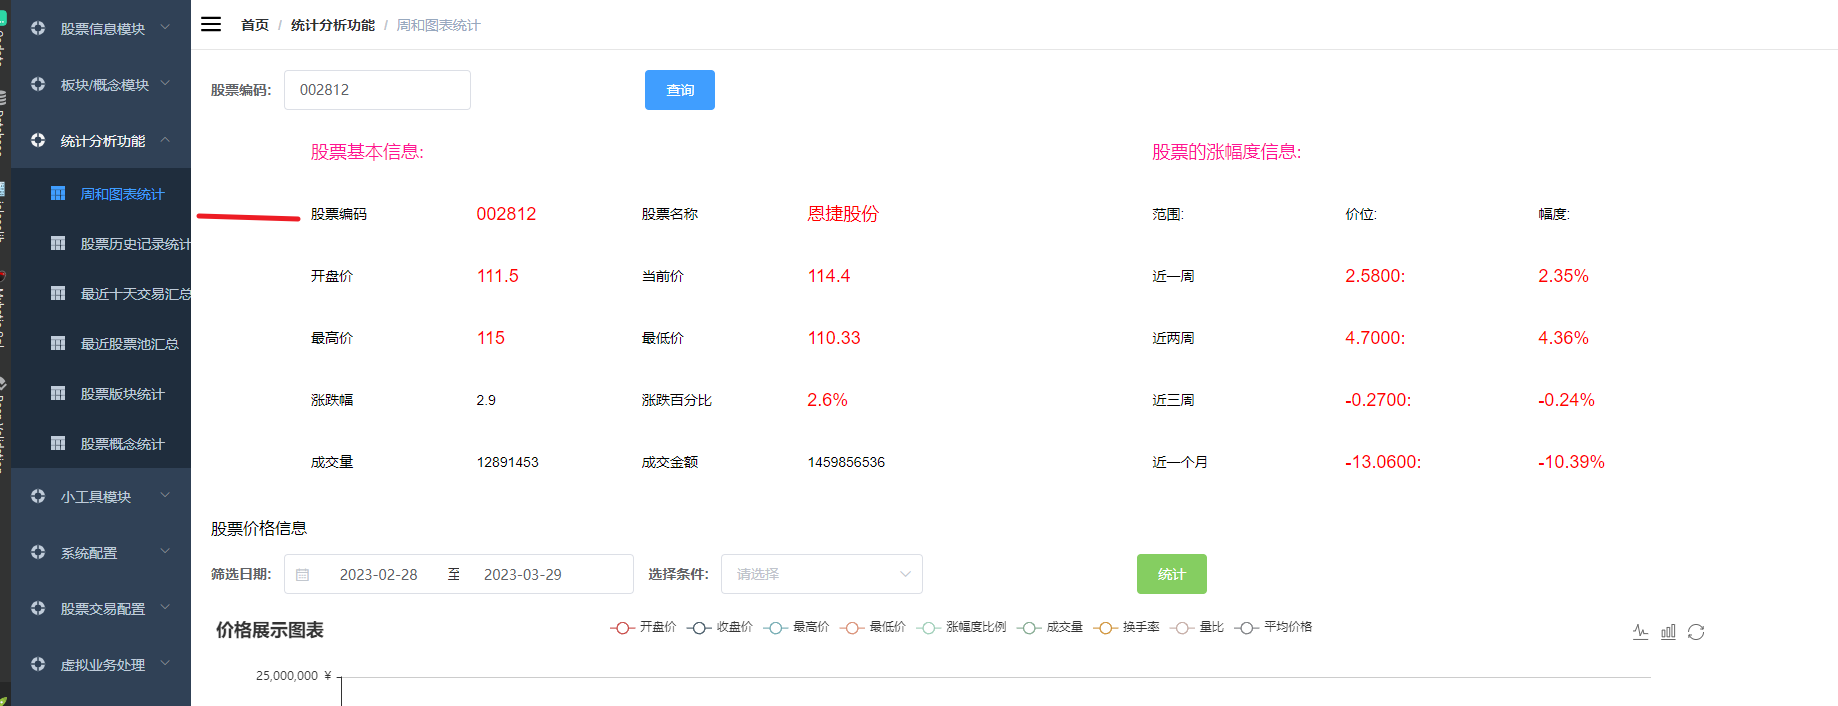 股票信息模块
板块/概念模块
统计分析功能
周和图表统计
股票历史记录统计
最近十天交易汇总
最近股票池汇总
股票版块统计
股票概念统计
小工具模块
系统配置
股票交易配置
虚拟业务处理
首页 / 统计分析功能 / 周和图表统计
股票编码: 002812 查询
股票基本信息: 股票的涨幅度信息:
股票编码 002812 股票名称 恩捷股份 范围: 价位: 幅度:
开盘价 111.5 当前价 114.4 近一周 2.5800: 2.35%
最高价 115 最低价 110.33 近两周 4.7000: 4.36%
涨跌幅 2.9 涨跌百分比 2.6% 近三周 -0.2700: -0.24%
成交量 12891453 成交金额 1459856536 近一个月 -13.0600: -10.39%
股票价格信息
筛选日期: 2023-02-28 至 2023-03-29 选择条件: 请选择 统计
价格展示图表 开盘价 收盘价 最高价 最低价 涨幅度比例 成交量 换手率 量比 平均价格
25,000,000 ¥